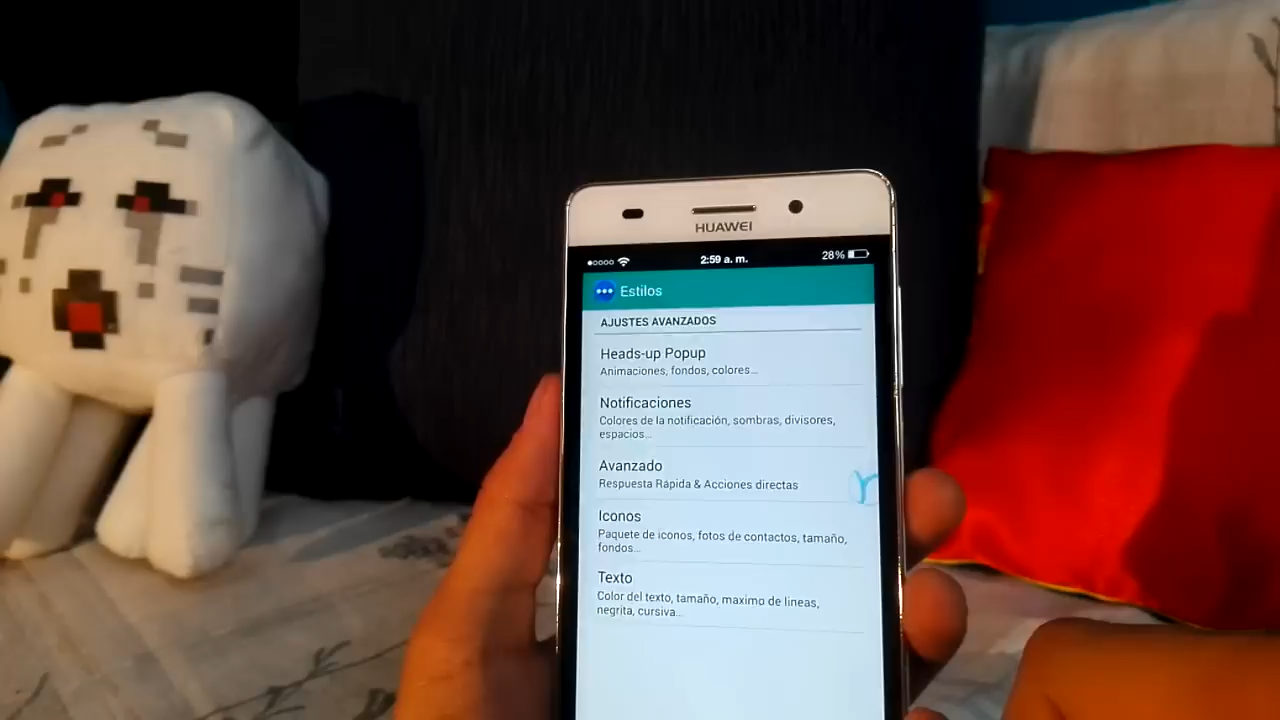 HUAWEI
2:59 a. m.
28%
Estilos
AJUSTES AVANZADOS
Heads-up Popup
Animaciones, fondos, colores...
Notificaciones
Colores de la notificación, sombras, divisores,
espacios...
Avanzado
Respuesta Rápida & Acciones directas
Iconos
Paquete de iconos, fotos de contactos, tamaño,
fondos...
Texto
Color del texto, tamaño, maximo de lineas,
negrita, cursiva...